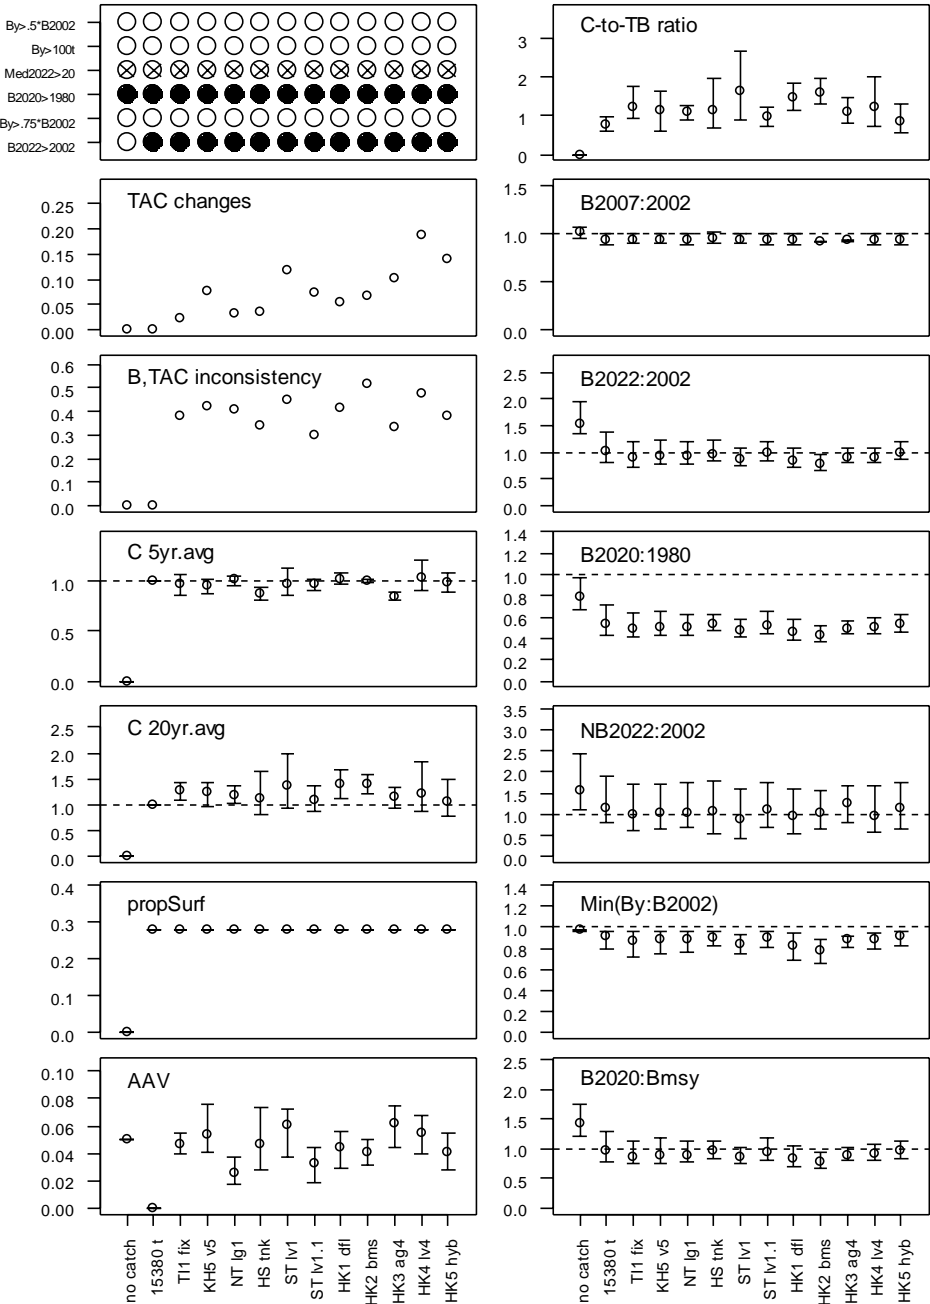 By>.5*B2002
By>100t
Med2022>20
B2020>1980
By>.75*B2002
B2022>2002
C-to-TB ratio
3
2
1
0
TAC changes
0.25
0.20
0.15
0.10
0.05
0.00
B2007:2002
1.5
1.0
0.5
0.0
B,TAC inconsistency
0.6
0.5
0.4
0.3
0.2
0.1
0.0
B2022:2002
2.5
2.0
1.5
1.0
0.5
0.0
C 5yr.avg
1.0
0.5
0.0
B2020:1980
1.4
1.2
1.0
0.8
0.6
0.4
0.2
0.0
C 20yr.avg
2.5
2.0
1.5
1.0
0.5
0.0
NB2022:2002
3.5
3.0
2.5
2.0
1.5
1.0
0.5
0.0
propSurf
0.4
0.3
0.2
0.1
0.0
Min(By:B2002)
1.4
1.2
1.0
0.8
0.6
0.4
0.2
0.0
AAV
0.10
0.08
0.06
0.04
0.02
0.00
B2020:Bmsy
2.5
2.0
1.5
1.0
0.5
0.0
no catch
15380 t
TI1 fix
KH5 v5
NT lg1
HS tnk
ST lv1
ST lv1.1
HK1 dfl
HK2 bms
HK3 ag4
HK4 lv4
HK5 hyb
no catch
15380 t
TI1 fix
KH5 v5
NT lg1
HS tnk
ST lv1
ST lv1.1
HK1 dfl
HK2 bms
HK3 ag4
HK4 lv4
HK5 hyb